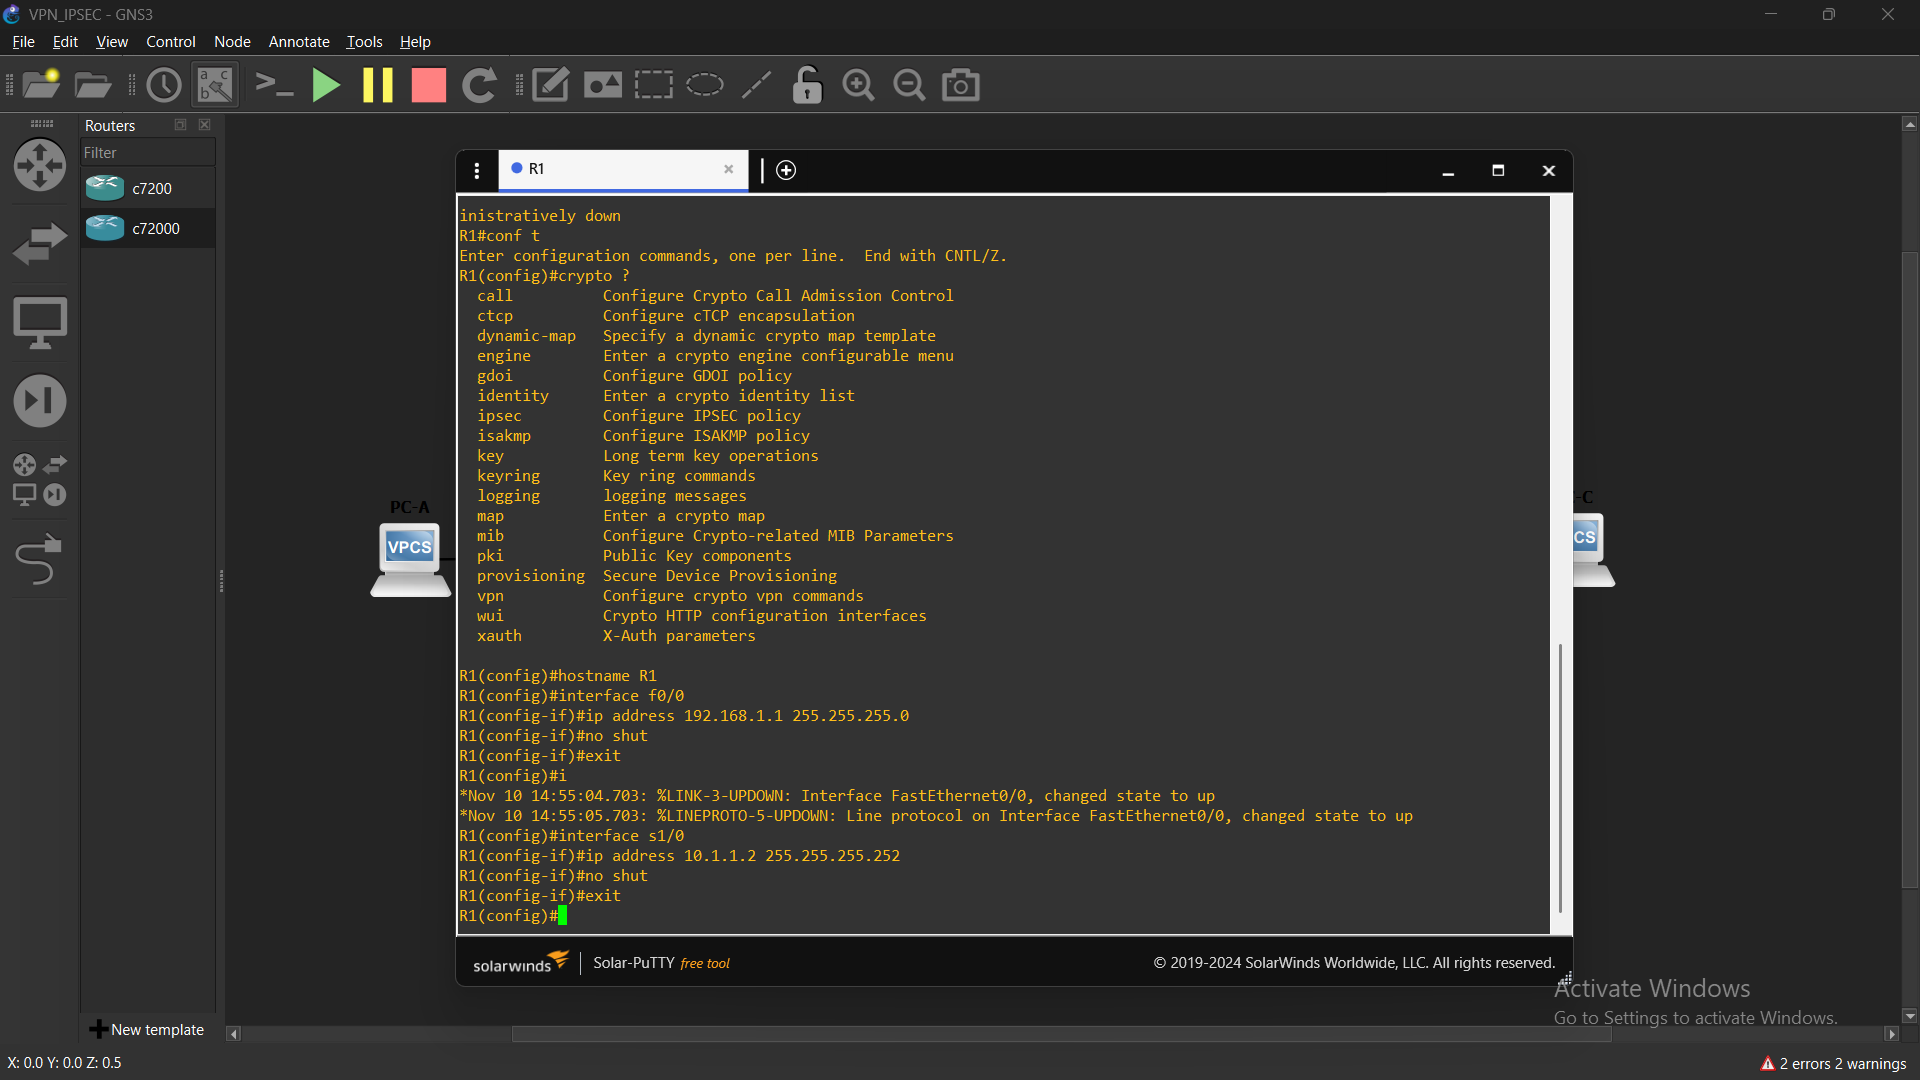 VPN_IPSEC - GNS3
File Edit View Control Node Annotate Tools Help
Routers
Filter
c7200
c72000
R1
inistratively down
R1#conf t
Enter configuration commands, one per line.  End with CNTL/Z.
R1(config)#crypto ?
call          Configure Crypto Call Admission Control
ctcp          Configure cTCP encapsulation
dynamic-map   Specify a dynamic crypto map template
engine        Enter a crypto engine configurable menu
gdoi          Configure GDOI policy
identity      Enter a crypto identity list
ipsec         Configure IPSEC policy
isakmp        Configure ISAKMP policy
key           Long term key operations
keyring       Key ring commands
logging       logging messages
map           Enter a crypto map
mib           Configure Crypto-related MIB Parameters
pki           Public Key components
provisioning  Secure Device Provisioning
vpn           Configure crypto vpn commands
wui           Crypto HTTP configuration interfaces
xauth         X-Auth parameters
R1(config)#hostname R1
R1(config)#interface f0/0
R1(config-if)#ip address 192.168.1.1 255.255.255.0
R1(config-if)#no shut
R1(config-if)#exit
R1(config)#i
*Nov 10 14:55:04.703: %LINK-3-UPDOWN: Interface FastEthernet0/0, changed state to up
*Nov 10 14:55:05.703: %LINEPROTO-5-UPDOWN: Line protocol on Interface FastEthernet0/0, changed state to up
R1(config)#interface s1/0
R1(config-if)#ip address 10.1.1.2 255.255.255.252
R1(config-if)#no shut
R1(config-if)#exit
R1(config)#
PC-A
VPCS
-C
CS
solarwinds Solar-PuTTY free tool
© 2019-2024 SolarWinds Worldwide, LLC. All rights reserved.
Activate Windows
Go to Settings to activate Windows.
New template
X: 0.0 Y: 0.0 Z: 0.5
2 errors 2 warnings